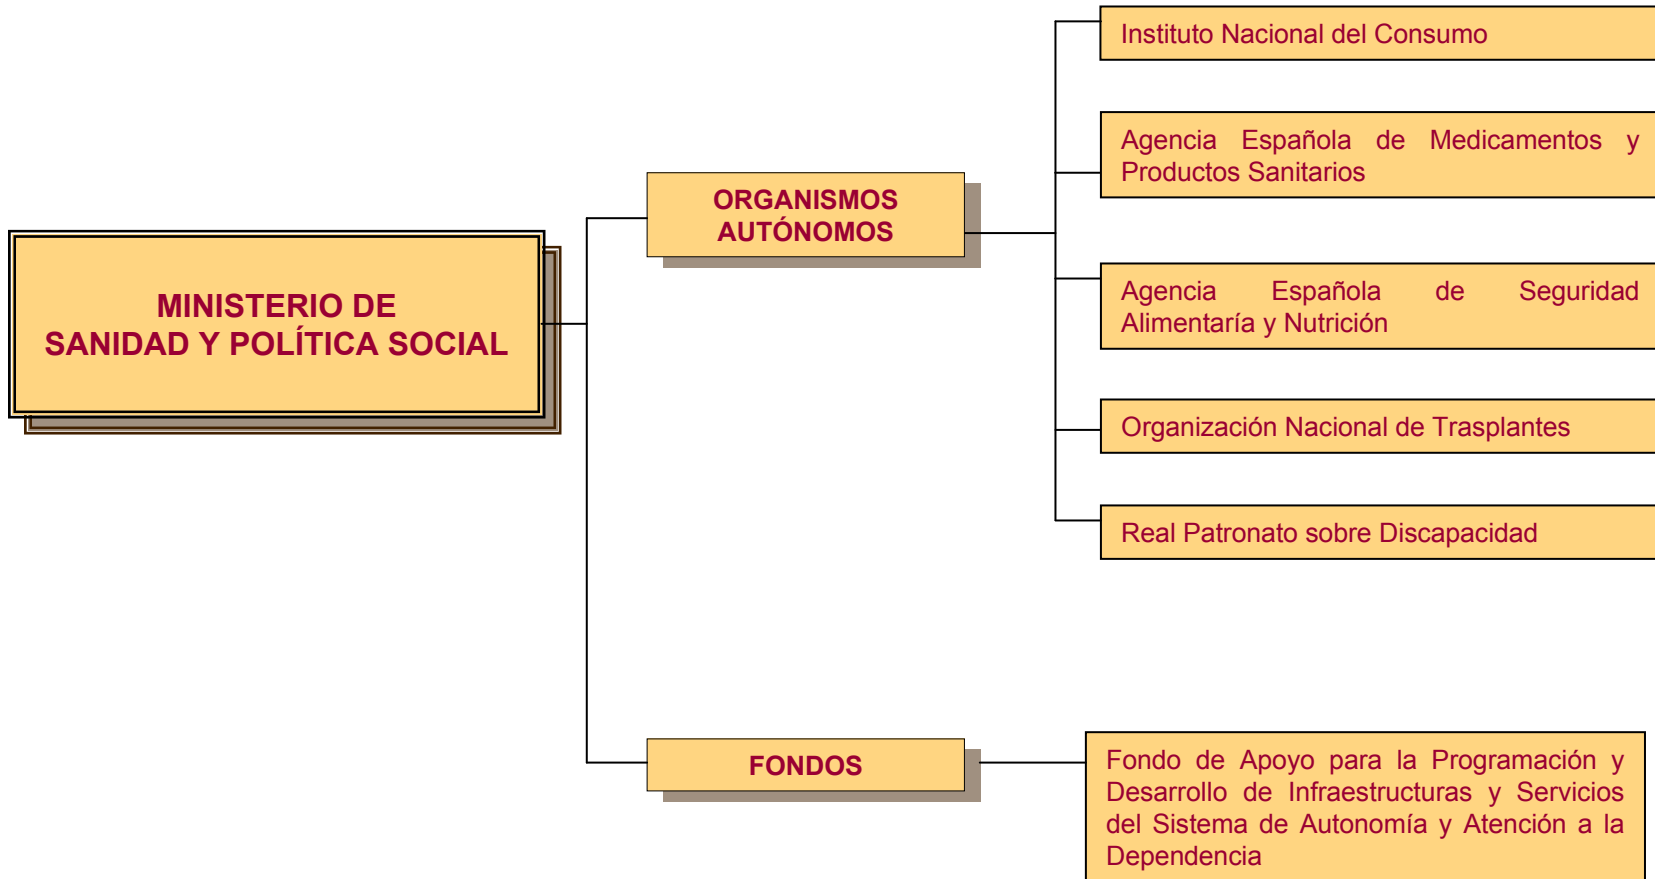 MINISTERIO DE
SANIDAD Y POLÍTICA SOCIAL
ORGANISMOS
AUTÓNOMOS
Instituto Nacional del Consumo
Agencia Española de Medicamentos y
Productos Sanitarios
Agencia Española de Seguridad
Alimentaría y Nutrición
Organización Nacional de Trasplantes
Real Patronato sobre Discapacidad
FONDOS
Fondo de Apoyo para la Programación y
Desarrollo de Infraestructuras y Servicios
del Sistema de Autonomía y Atención a la
Dependencia